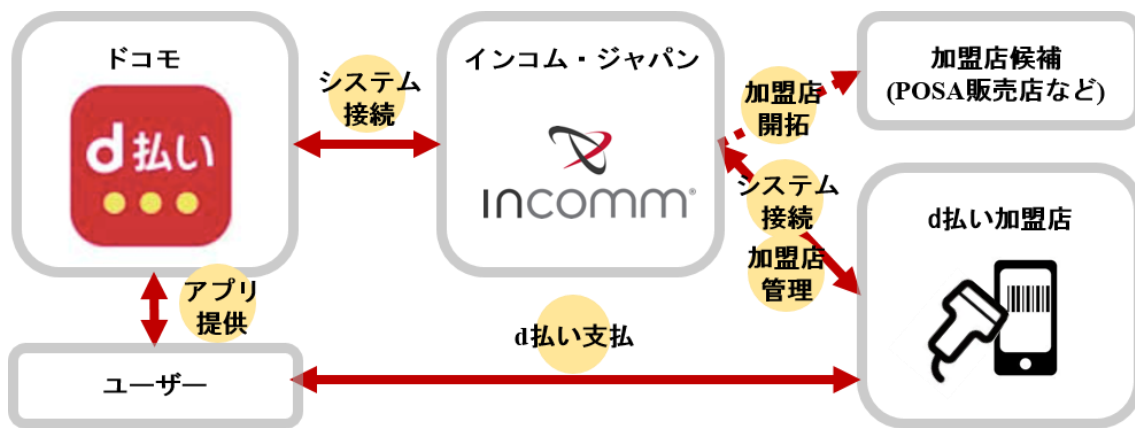 ドコモ
d払い
システム
接続
インコム・ジャパン
incomm®
加盟店
開拓
加盟店候補
(POSA販売店など)
システム
接続
加盟店
管理
d払い加盟店
アプリ
提供
d払い支払
ユーザー